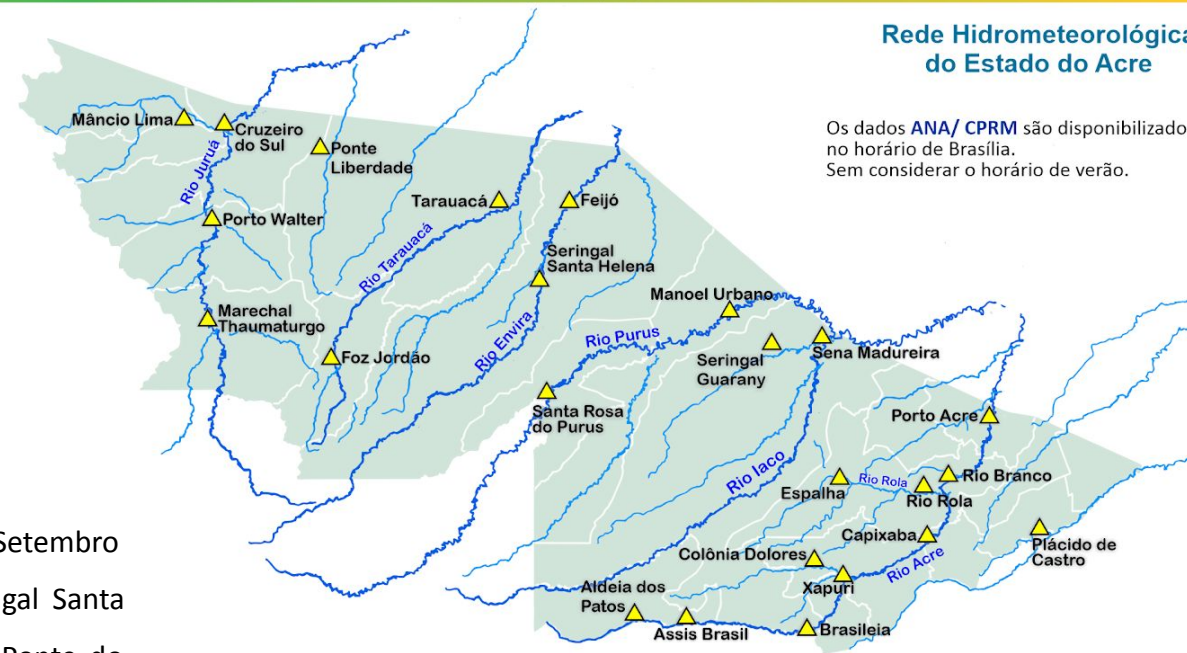 Rede Hidrometeorológica
do Estado do Acre
Os dados ANA/ CPRM são disponibilizado
no horário de Brasília.
Sem considerar o horário de verão.
Mâncio Lima
Cruzeiro
do Sul
Ponte
Liberdade
Rio Juruá
Porto Walter
Tarauacá
Feijó
Rio Tarauacá
Seringal
Santa Helena
Marechal
Thaumaturgo
Foz Jordão
Rio Envira
Manoel Urbano
Rio Purus
Seringal
Guarany
Sena Madureira
Santa Rosa
do Purus
Porto Acre
Rio Iaco
Espalha
Rio Rola
Rio Rola
Rio Branco
Capixaba
Plácido de
Castro
Colônia Dolores
Rio Acre
Xapuri
Aldeia dos
Patos
Assis Brasil
Brasileia
Setembro
gal Santa
Ponte do